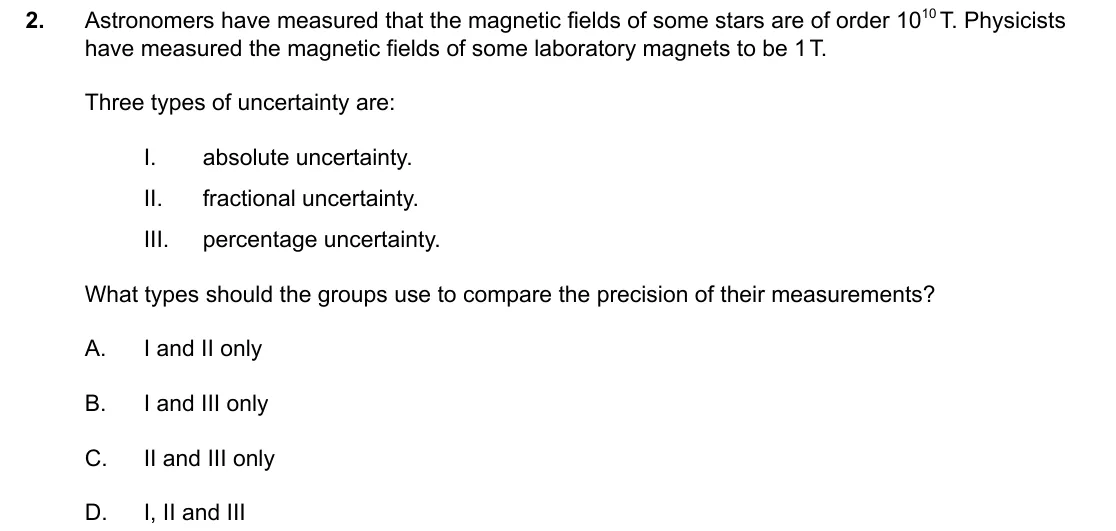 2. Astronomers have measured that the magnetic fields of some stars are of order 10¹⁰ T. Physicists
have measured the magnetic fields of some laboratory magnets to be 1 T.
Three types of uncertainty are:
I. absolute uncertainty.
II. fractional uncertainty.
III. percentage uncertainty.
What types should the groups use to compare the precision of their measurements?
A. I and II only
B. I and III only
C. II and III only
D. I, II and III